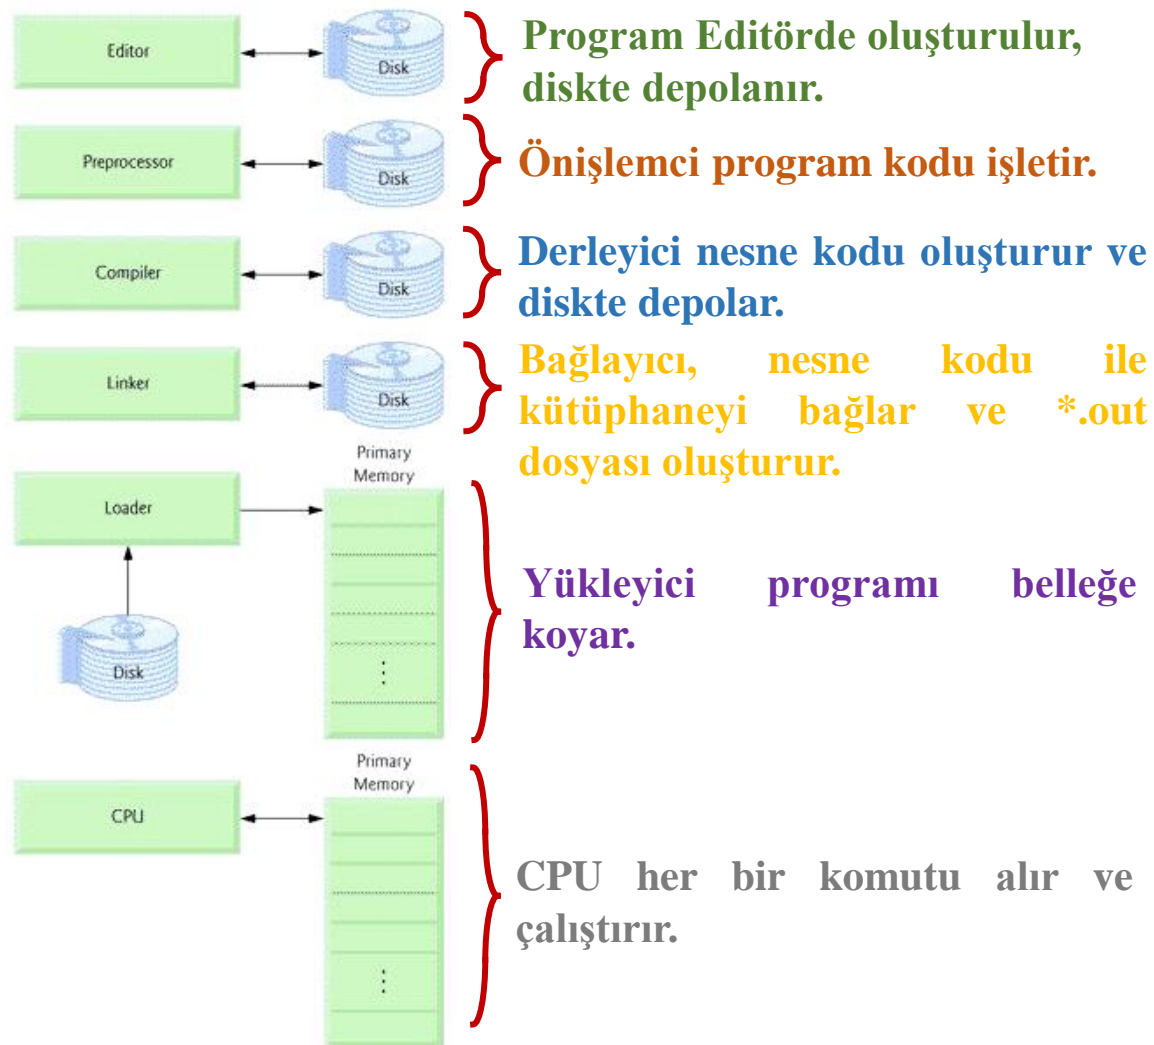 Editor
Disk
Program Editörde oluşturulur,
diskte depolanır.
Preprocessor
Disk
Önişlemci program kodu işletir.
Compiler
Disk
Derleyici nesne kodu oluşturur ve
diskte depolar.
Linker
Disk
Bağlayıcı, nesne kodu ile
kütüphaneyi bağlar ve *.out
dosyası oluşturur.
Primary
Memory
Loader
Disk
Yükleyici programı belleğe
koyar.
Primary
Memory
CPU
CPU her bir komutu alır ve
çalıştırır.